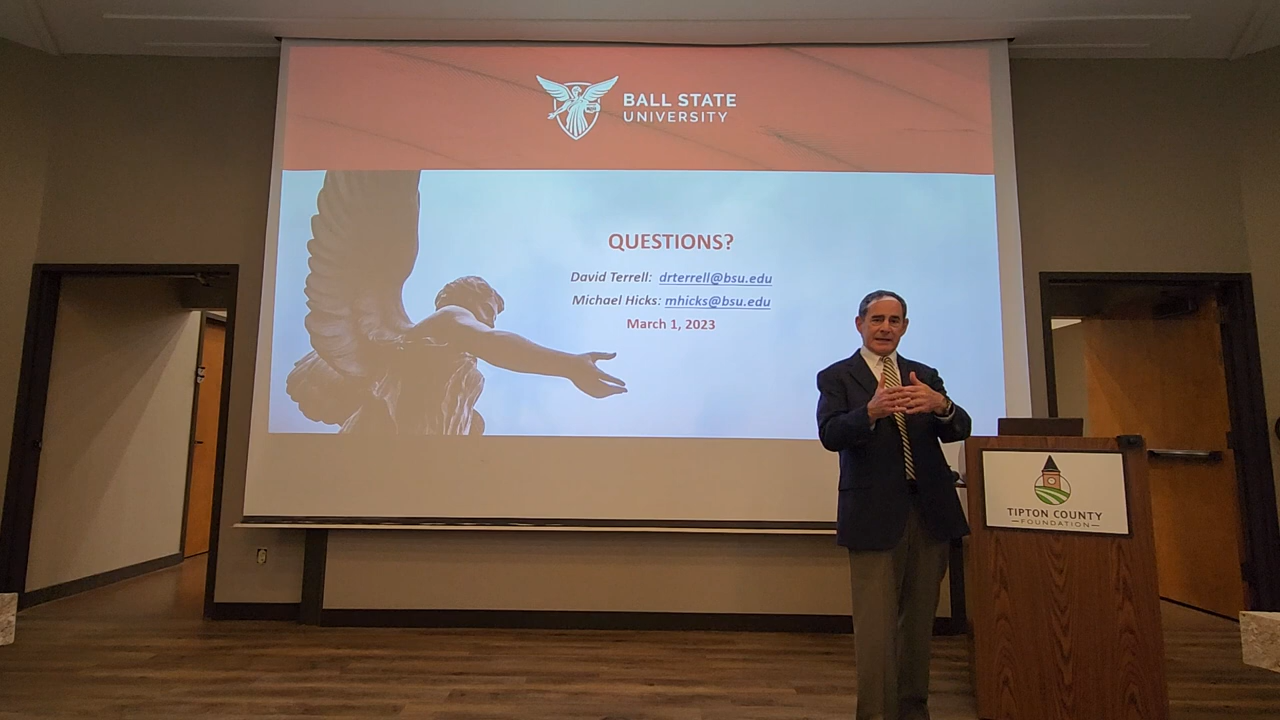 BALL STATE
UNIVERSITY
QUESTIONS?
David Terrell: drterrell@bsu.edu
Michael Hicks: mhicks@bsu.edu
March 1, 2023
TIPTON COUNTY
—FOUNDATION—